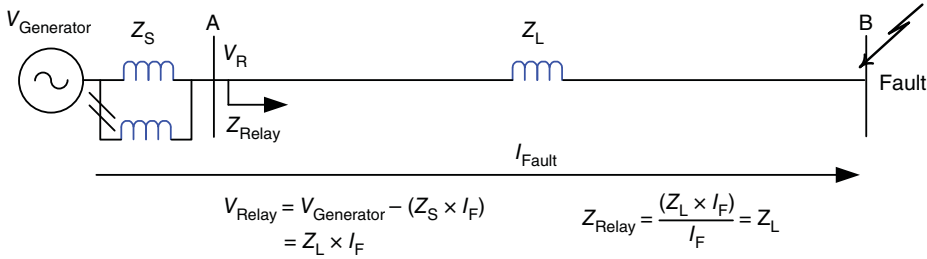 V_Generator
Z_S
A
V_R
Z_Relay
Z_L
B
Fault
I_Fault
V_Relay = V_Generator – (Z_S × I_F)
= Z_L × I_F
Z_Relay = (Z_L × I_F) / I_F = Z_L